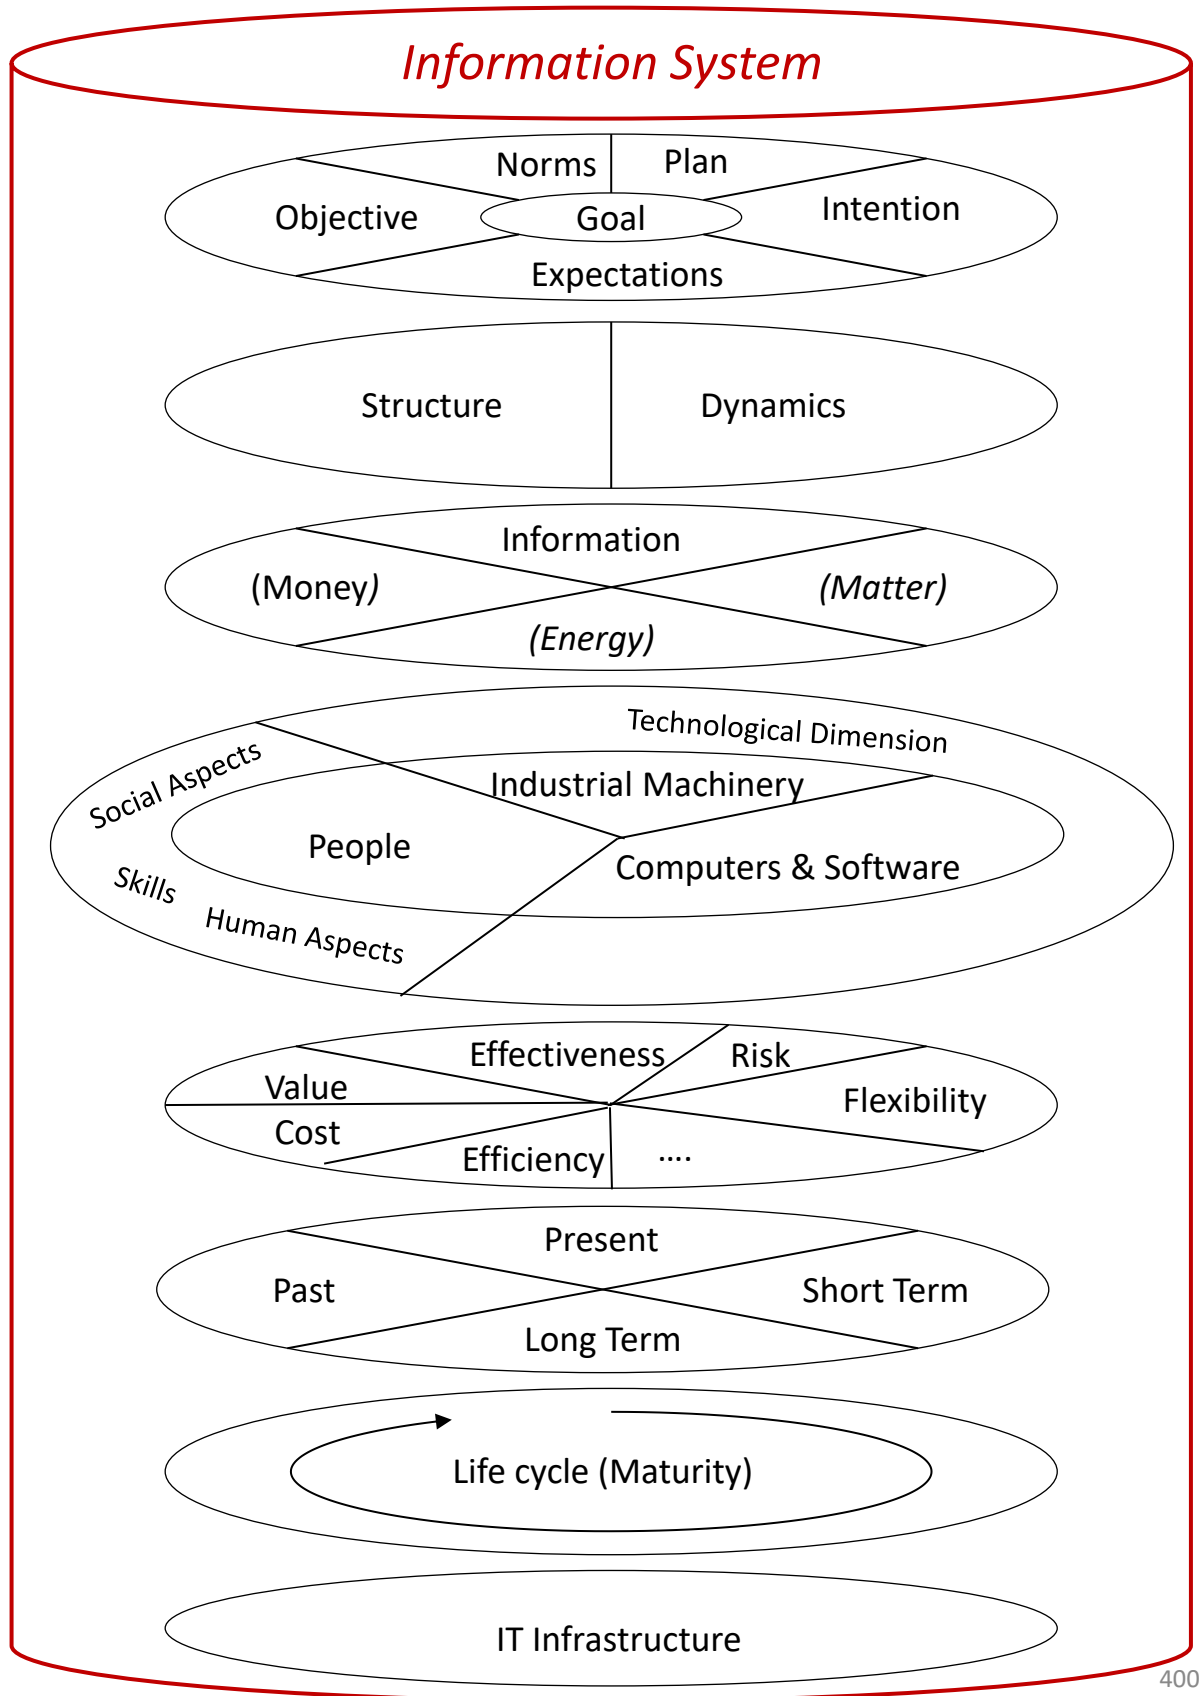 Information System
Norms
Plan
Objective
Goal
Intention
Expectations
Structure
Dynamics
Information
(Money)
(Matter)
(Energy)
Technological Dimension
Social Aspects
Industrial Machinery
People
Computers & Software
Skills
Human Aspects
Effectiveness
Risk
Value
Flexibility
Cost
Efficiency
....
Present
Past
Short Term
Long Term
Life cycle (Maturity)
IT Infrastructure
400